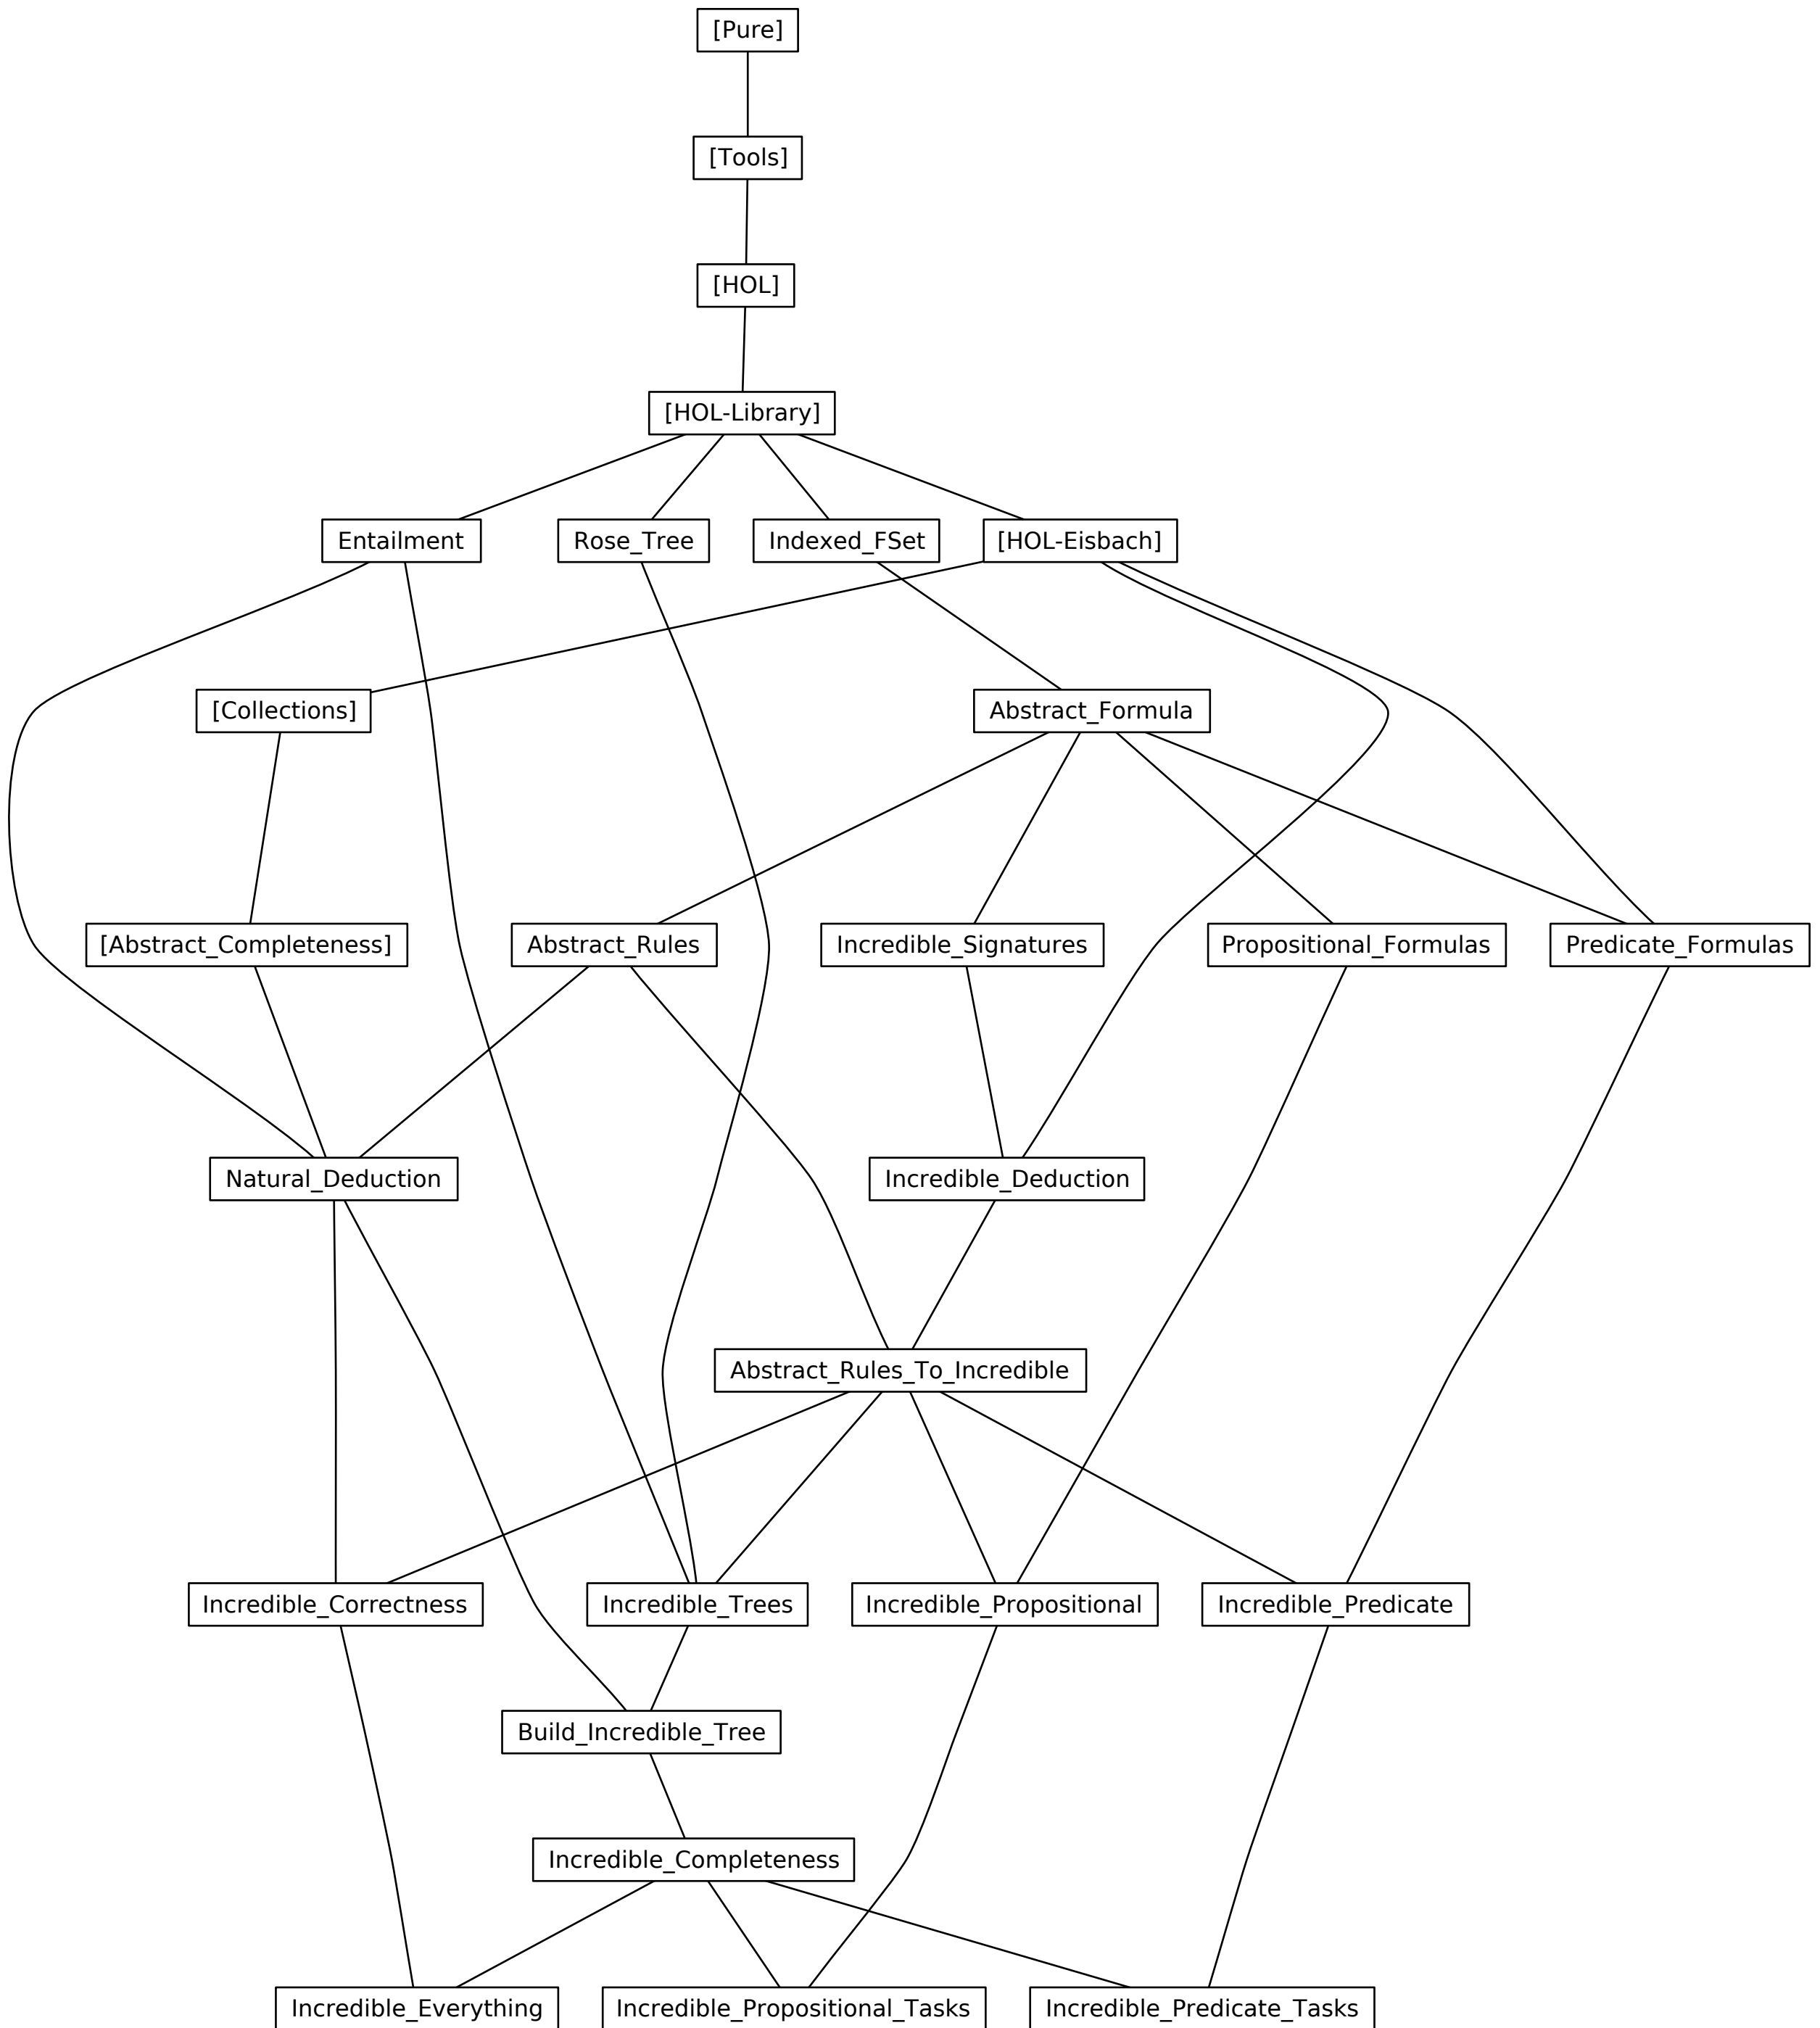 [Pure]
[Tools]
[HOL]
[HOL-Library]
Entailment
Rose_Tree
Indexed_FSet
[HOL-Eisbach]
[Collections]
Abstract_Formula
[Abstract_Completeness]
Abstract_Rules
Incredible_Signatures
Propositional_Formulas
Predicate_Formulas
Natural_Deduction
Incredible_Deduction
Abstract_Rules_To_Incredible
Incredible_Correctness
Incredible_Trees
Incredible_Propositional
Incredible_Predicate
Build_Incredible_Tree
Incredible_Completeness
Incredible_Everything
Incredible_Propositional_Tasks
Incredible_Predicate_Tasks